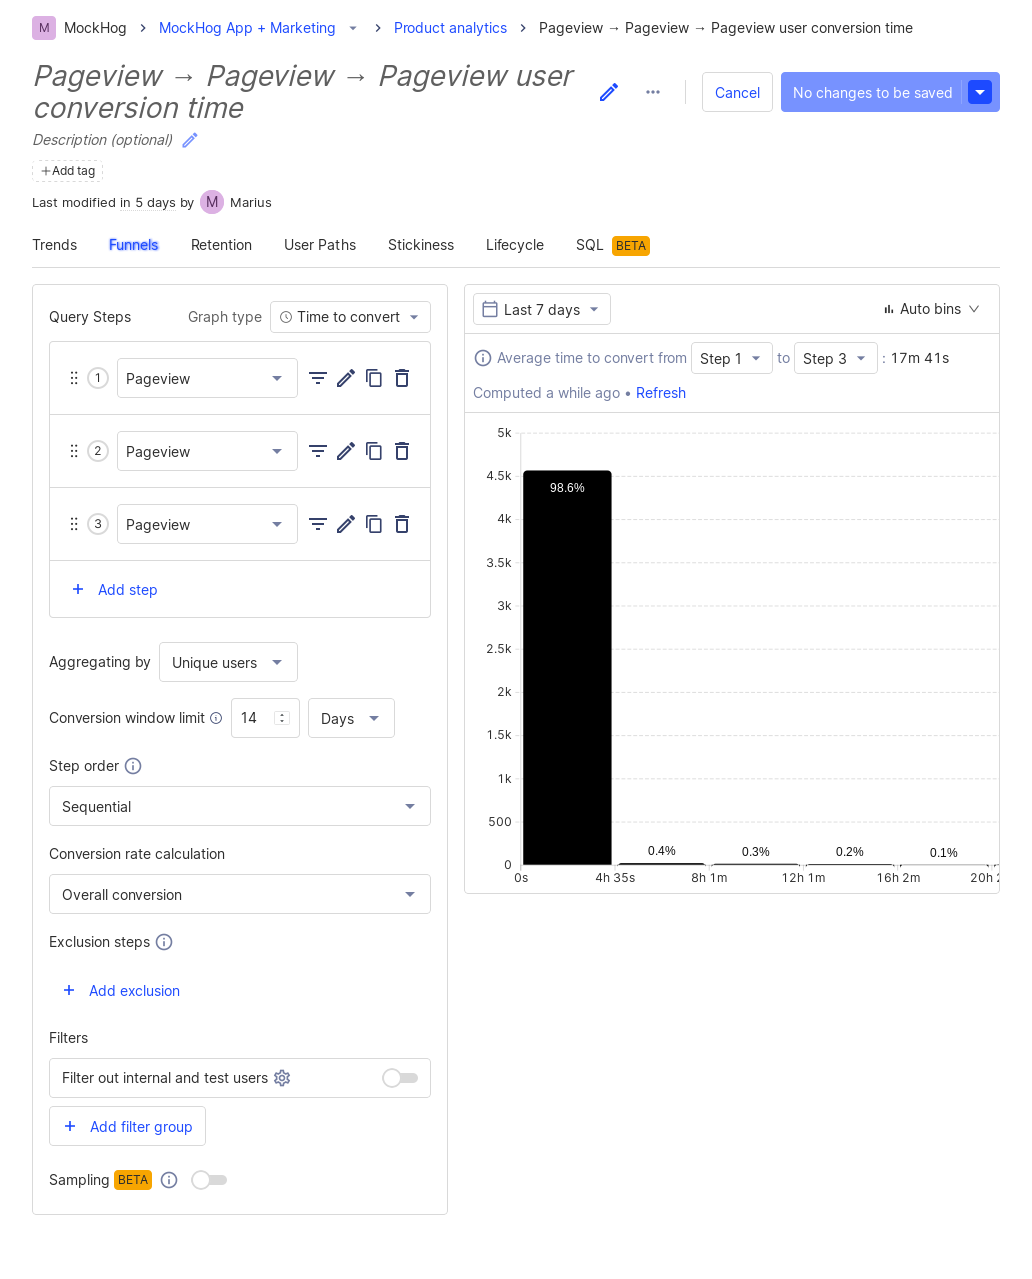 M MockHog MockHog App + Marketing Product analytics Pageview → Pageview → Pageview user conversion time
Pageview → Pageview → Pageview user
conversion time
Cancel No changes to be saved
Description (optional)
Add tag
Last modified in 5 days by M Marius
Trends Funnels Retention User Paths Stickiness Lifecycle SQL BETA
Query Steps Graph type Time to convert
1 Pageview
2 Pageview
3 Pageview
Add step
Aggregating by Unique users
Conversion window limit 14 Days
Step order
Sequential
Conversion rate calculation
Overall conversion
Exclusion steps
Add exclusion
Filters
Filter out internal and test users
Add filter group
Sampling BETA
Last 7 days Auto bins
Average time to convert from Step 1 to Step 3 : 17m 41s
Computed a while ago • Refresh
5k
4.5k
98.6%
4k
3.5k
3k
2.5k
2k
1.5k
1k
500
0.4% 0.3% 0.2% 0.1%
0
0s 4h 35s 8h 1m 12h 1m 16h 2m 20h